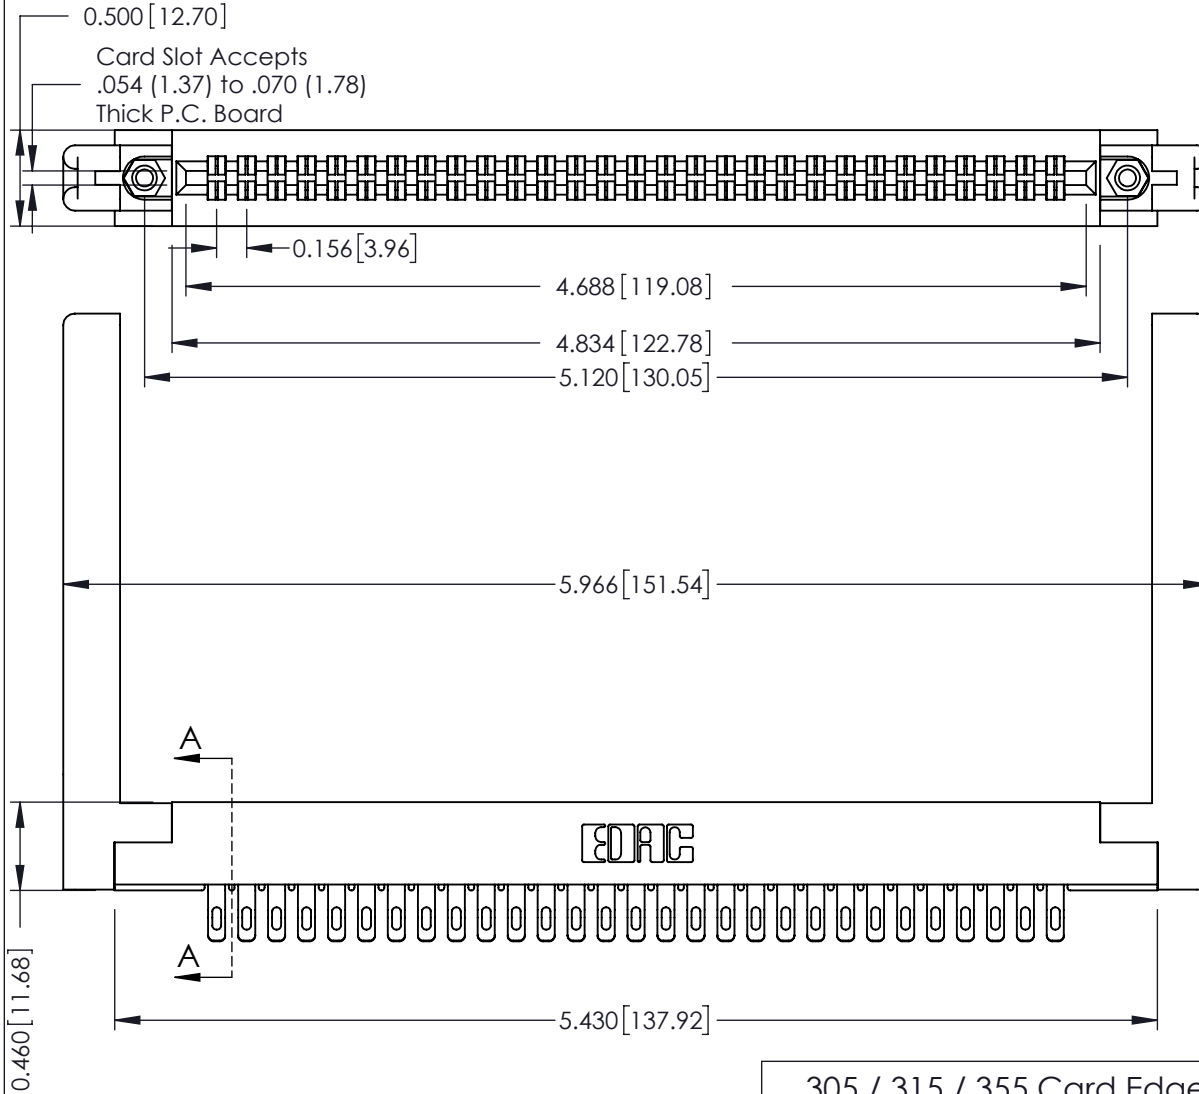 0.500 [12.70]
Card Slot Accepts
.054 (1.37) to .070 (1.78)
Thick P.C. Board
0.156 [3.96]
4.688 [119.08]
4.834 [122.78]
5.120 [130.05]
5.966 [151.54]
A
EDAC
A
0.460 [11.68]
5.430 [137.92]
305 / 315 / 355 Card Edge